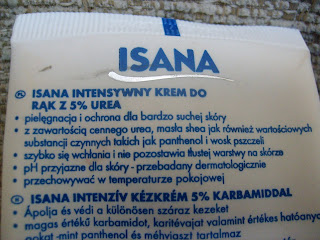 ISANA
PL ISANA INTENSYWNY KREM DO
RĄK Z 5% UREA
• pielęgnacja i ochrona dla bardzo suchej skóry
• z zawartością cennego urea, masła shea jak również wartościowych
substancji czynnych takich jak panthenol i wosk pszczeli
• szybko się wchłania i nie pozostawia tłustej warstwy na skórze
• pH przyjazne dla skóry - przebadany dermatologicznie
• przechowywać w temperaturze pokojowej
H ISANA INTENZÍV KÉZKRÉM 5% KARBAMIDDAL
• Ápolja és védi a különösen száraz kezeket
• magas értékű karbamidot, karitévajat valamint értékes hatóanya
-mint panthenol és méhviaszt tartalmaz